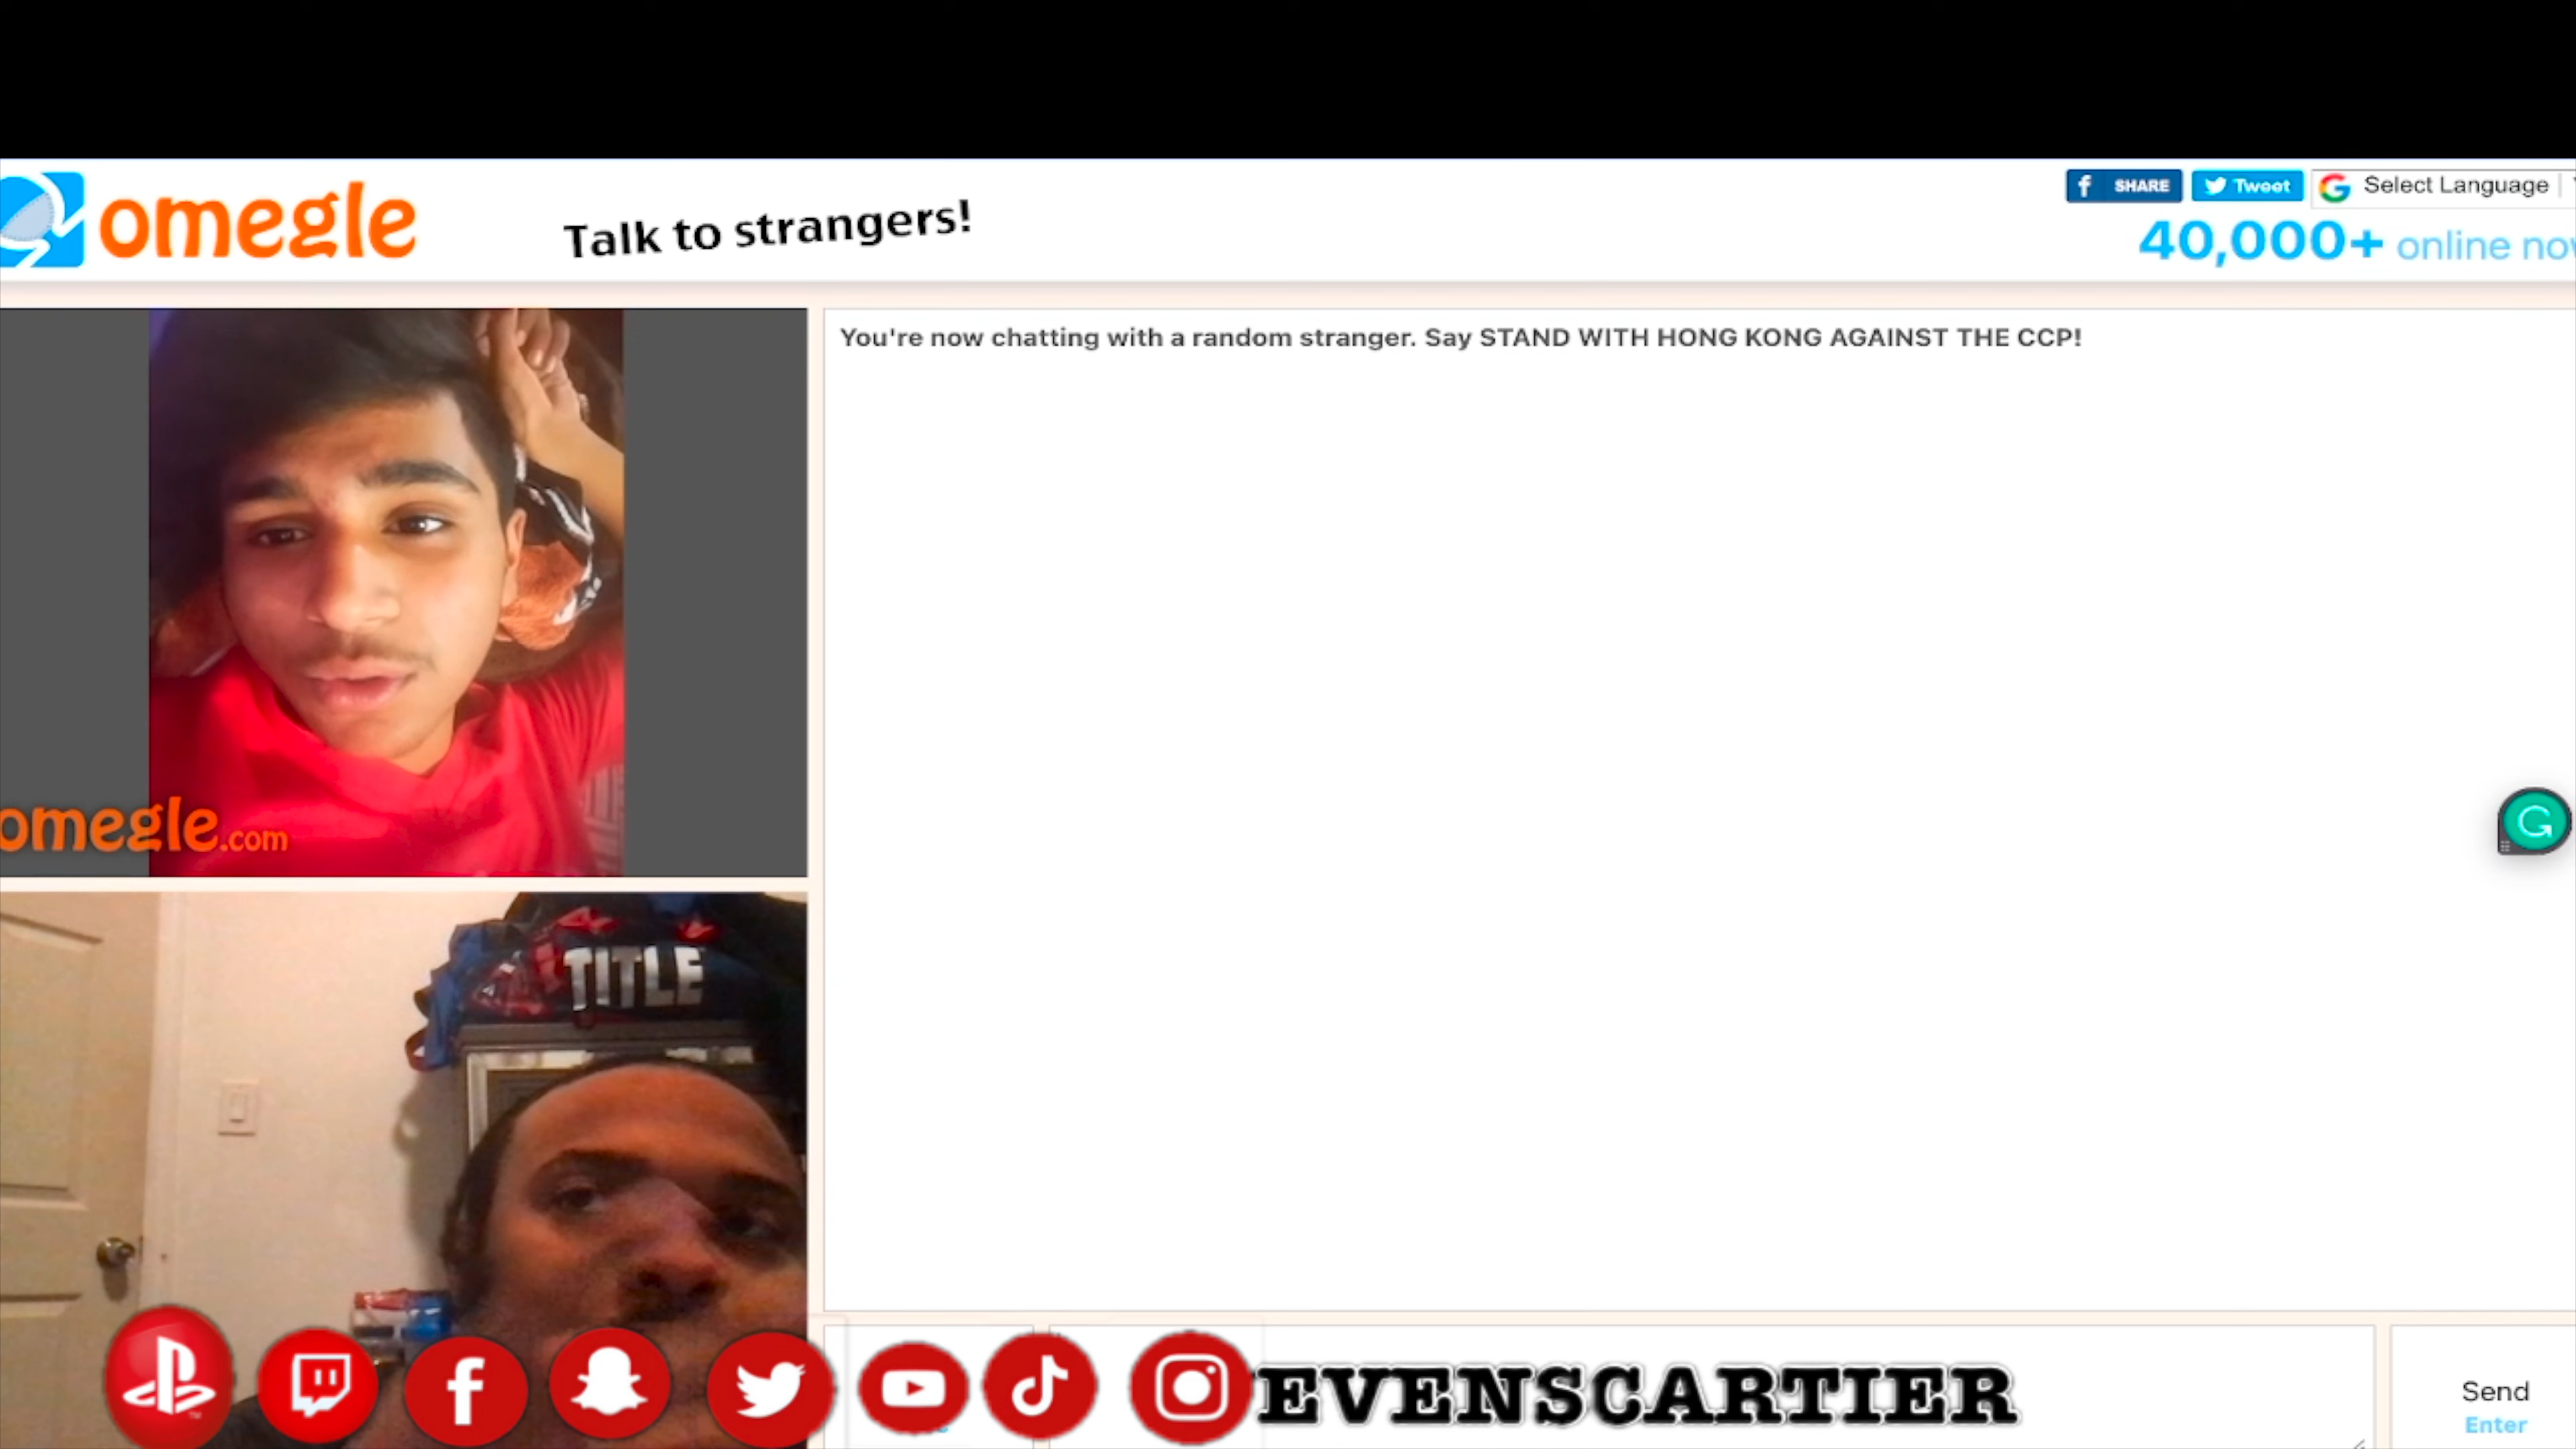 omegle
Talk to strangers!
SHARE
Tweet
Select Language
40,000+ online now
You're now chatting with a random stranger. Say STAND WITH HONG KONG AGAINST THE CCP!
omegle.com
TITLE
EVENSCARTIER
Send
Enter